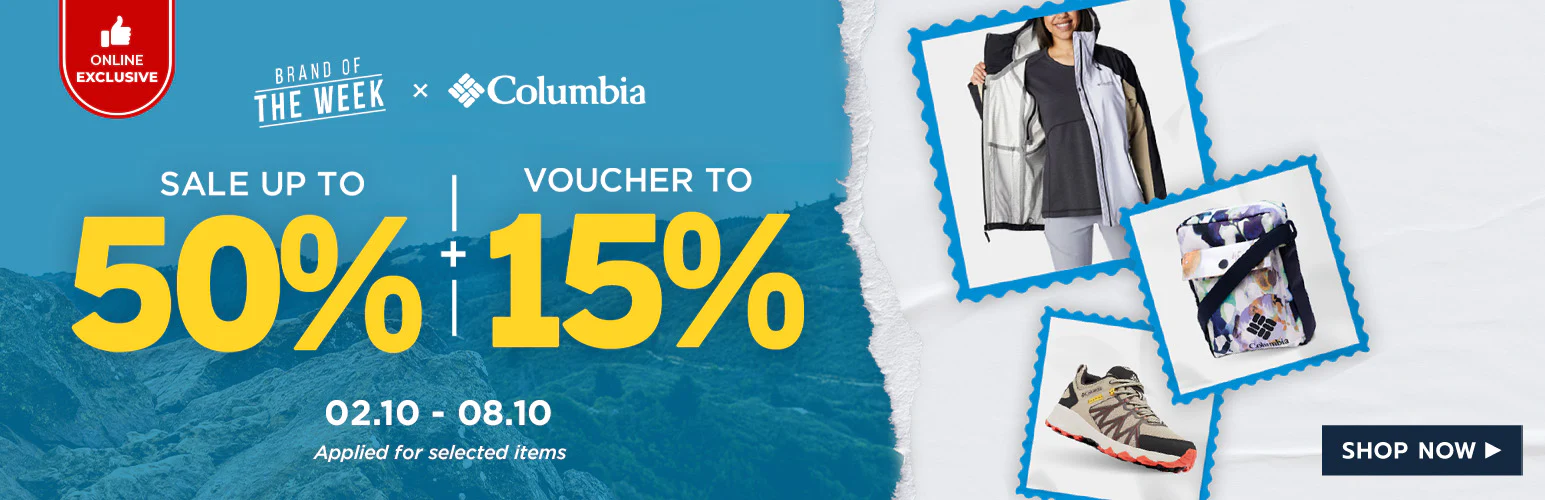 ONLINE
EXCLUSIVE
BRAND OF
THE WEEK
×
Columbia
SALE UP TO
50%
+
VOUCHER TO
15%
02.10 - 08.10
Applied for selected items
Columbia
SHOP NOW